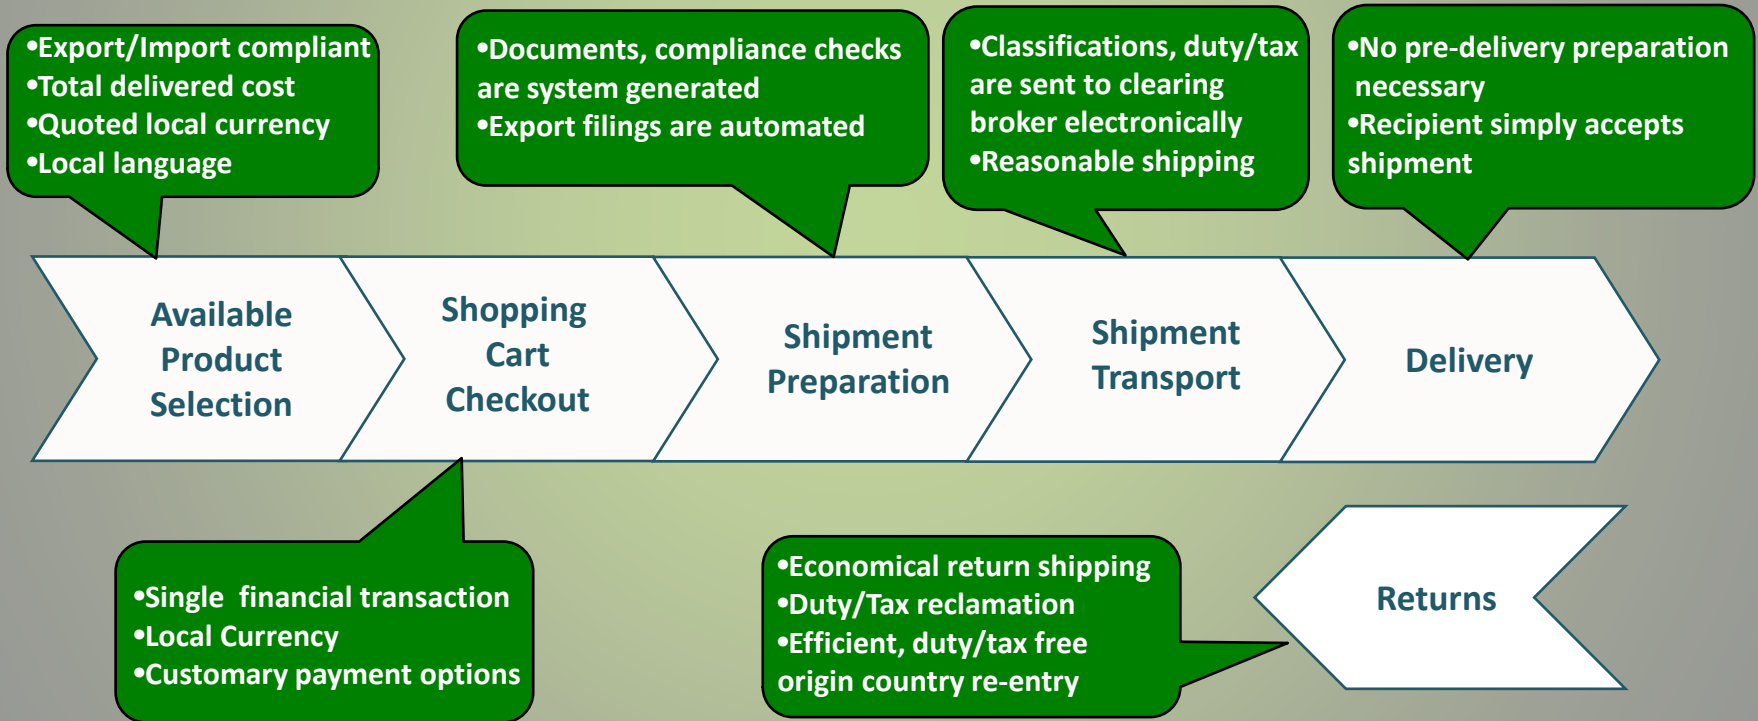 •Export/Import compliant
•Total delivered cost
•Quoted local currency
•Local language
•Documents, compliance checks
are system generated
•Export filings are automated
•Classifications, duty/tax
are sent to clearing
broker electronically
•Reasonable shipping
•No pre-delivery preparation
necessary
•Recipient simply accepts
shipment
Available
Product
Selection
Shopping
Cart
Checkout
Shipment
Preparation
Shipment
Transport
Delivery
•Single  financial transaction
•Local Currency
•Customary payment options
•Economical return shipping
•Duty/Tax reclamation
•Efficient, duty/tax free
origin country re-entry
Returns